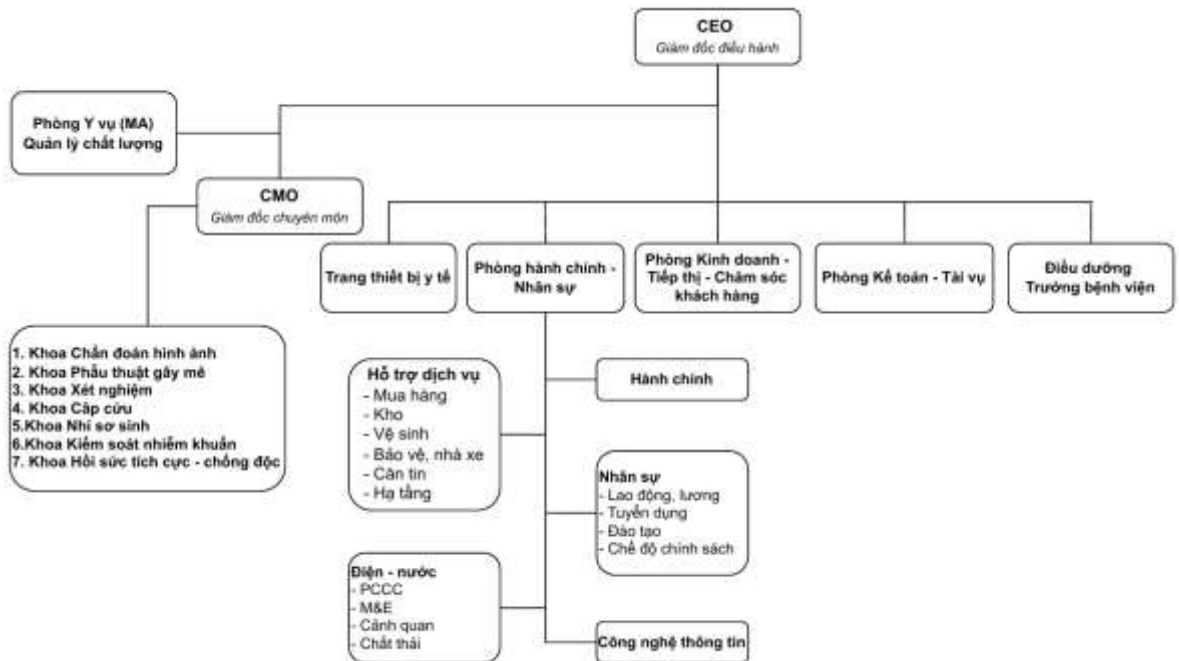 CEO
Giám đốc điều hành
Phòng Y vụ (MA)
Quản lý chất lượng
CMO
Giám đốc chuyên môn
Trang thiết bị y tế
Phòng hành chính -
Nhân sự
Phòng Kinh doanh -
Tiếp thị - Chăm sóc
khách hàng
Phòng Kế toán - Tài vụ
Điều dưỡng
Trưởng bệnh viện
1. Khoa Chẩn đoán hình ảnh
2. Khoa Phẫu thuật gây mê
3. Khoa Xét nghiệm
4. Khoa Cấp cứu
5.Khoa Nhi sơ sinh
6.Khoa Kiểm soát nhiễm khuẩn
7. Khoa Hồi sức tích cực - chống độc
Hỗ trợ dịch vụ
- Mua hàng
- Kho
- Vệ sinh
- Bảo vệ, nhà xe
- Căn tin
- Hạ tầng
Hành chính
Nhân sự
- Lao động, lương
- Tuyển dụng
- Đào tạo
- Chế độ chính sách
Điện - nước
- PCCC
- M&E
- Cảnh quan
- Chất thải
Công nghệ thông tin